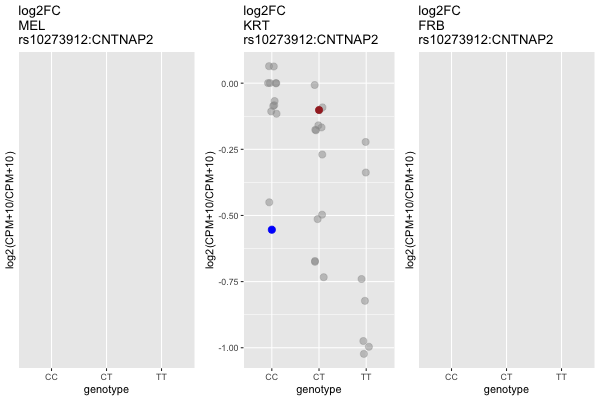 log2FC
MEL
rs10273912:CNTNAP2
log2(CPM+10/CPM+10)
CC CT TT
genotype
log2FC
KRT
rs10273912:CNTNAP2
log2(CPM+10/CPM+10)
0.00
-0.25
-0.50
-0.75
-1.00
CC CT TT
genotype
log2FC
FRB
rs10273912:CNTNAP2
log2(CPM+10/CPM+10)
CC CT TT
genotype